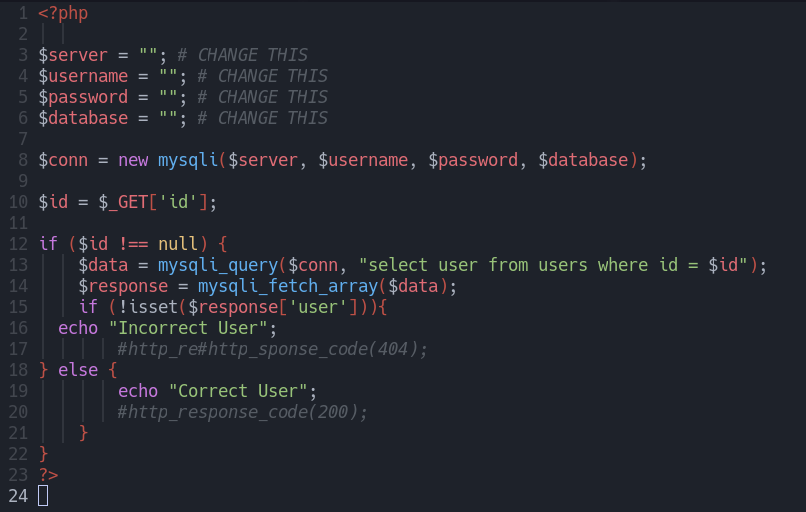 1 <?php
2
3 $server = ""; # CHANGE THIS
4 $username = ""; # CHANGE THIS
5 $password = ""; # CHANGE THIS
6 $database = ""; # CHANGE THIS
7
8 $conn = new mysqli($server, $username, $password, $database);
9
10 $id = $_GET['id'];
11
12 if ($id !== null) {
13 $data = mysqli_query($conn, "select user from users where id = $id");
14 $response = mysqli_fetch_array($data);
15 if (!isset($response['user'])){
16 echo "Incorrect User";
17 #http_re#http_sponse_code(404);
18 } else {
19 echo "Correct User";
20 #http_response_code(200);
21 }
22 }
23 ?>
24